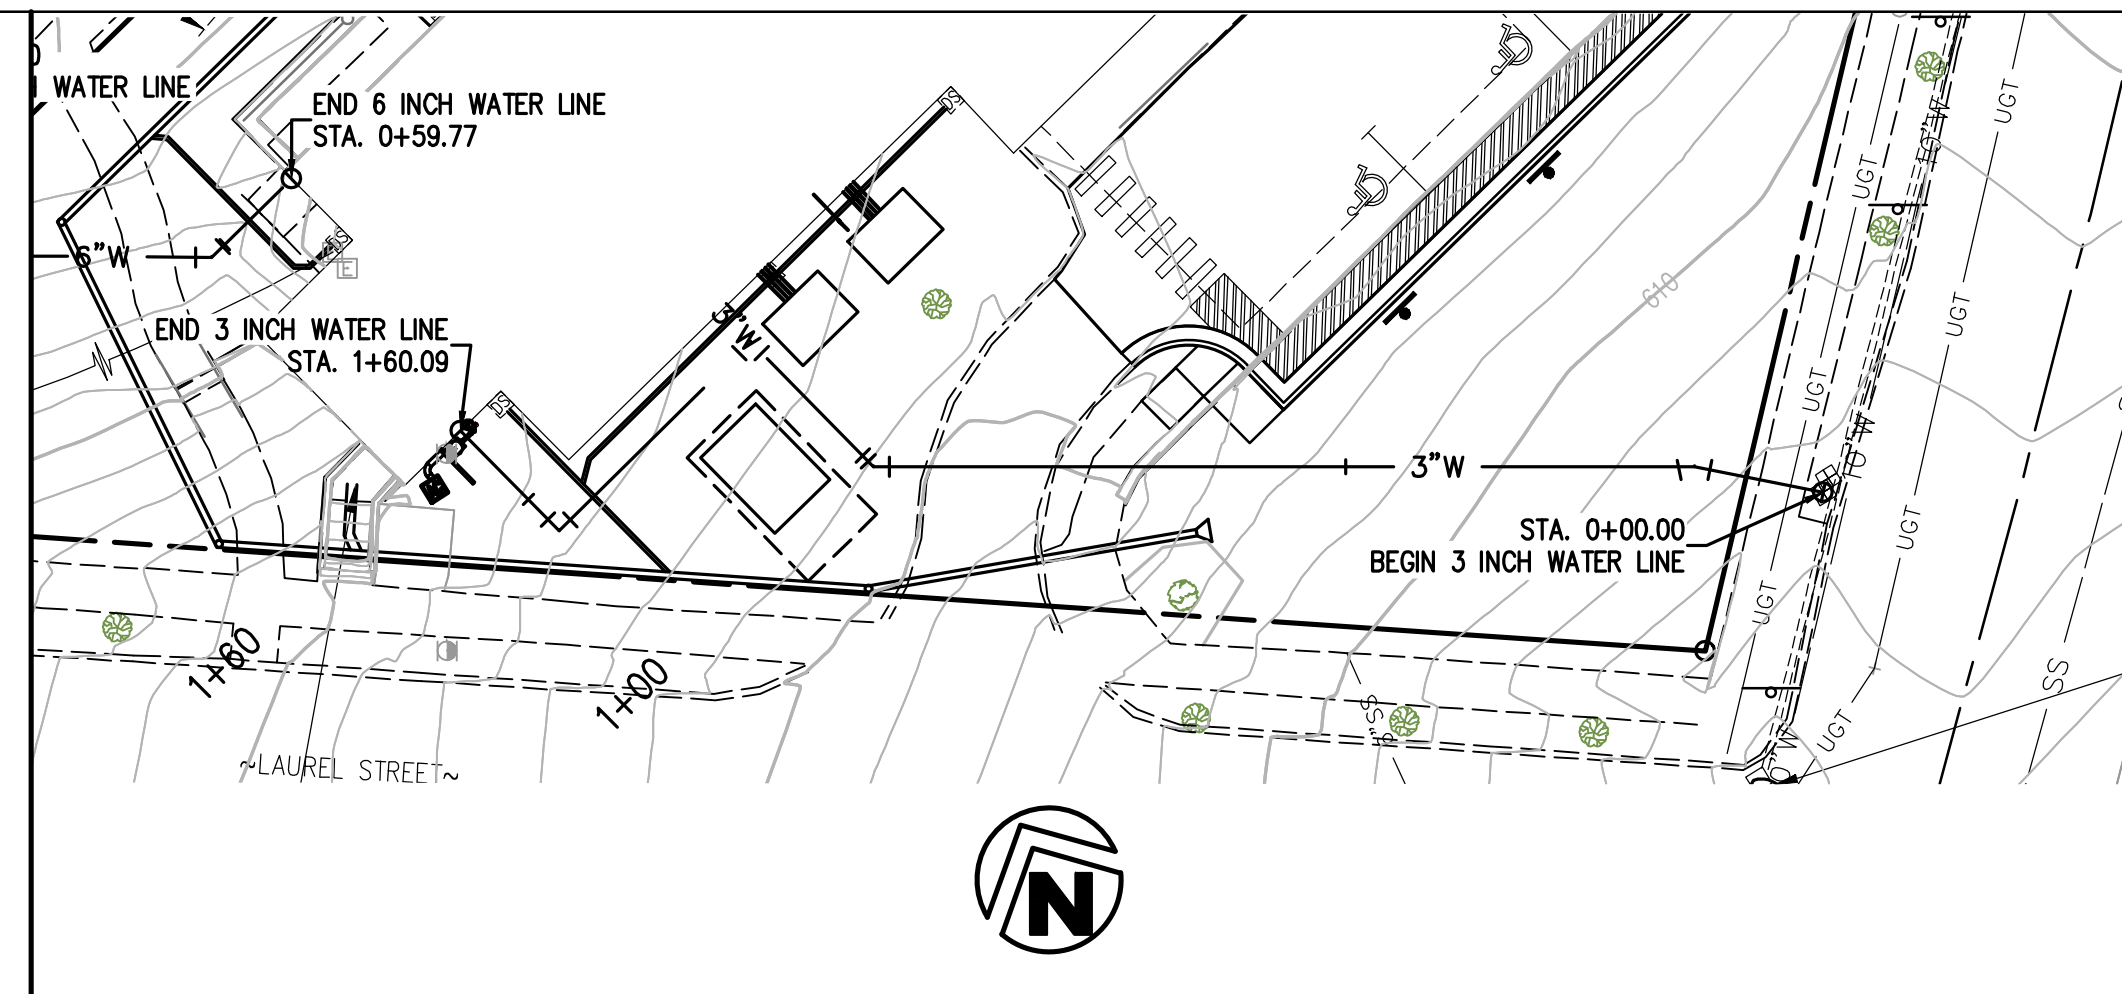 WATER LINE
END 6 INCH WATER LINE
STA. 0+59.77
6"W
DS
DS
E
END 3 INCH WATER LINE
STA. 1+60.09
DS
3"W
3"W
610
STA. 0+00.00
BEGIN 3 INCH WATER LINE
10"W
10"W
UGT
UGT
UGT
UGT
UGT
UGT
UGT
SS
1+60
1+00
~LAUREL STREET~
N